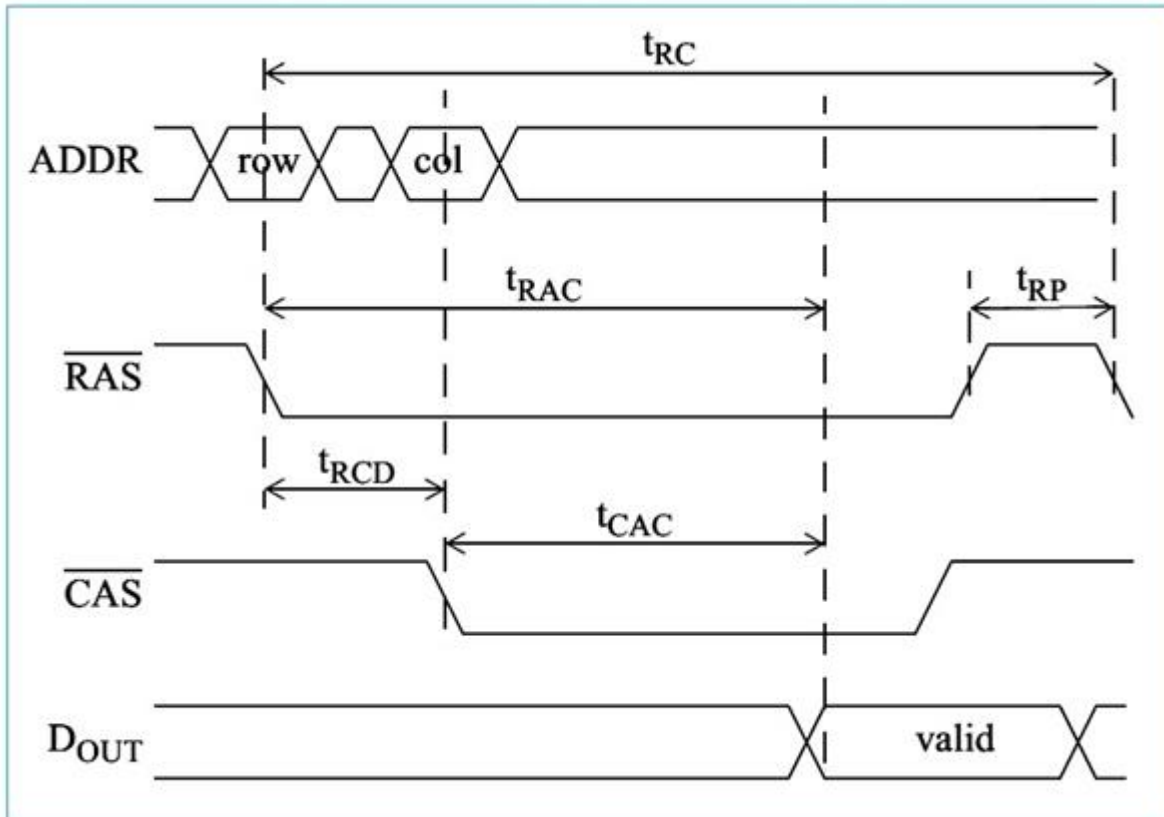 tRC
ADDR row col
tRAC tRP
RAS
tRCD
tCAC
CAS
DOUT valid